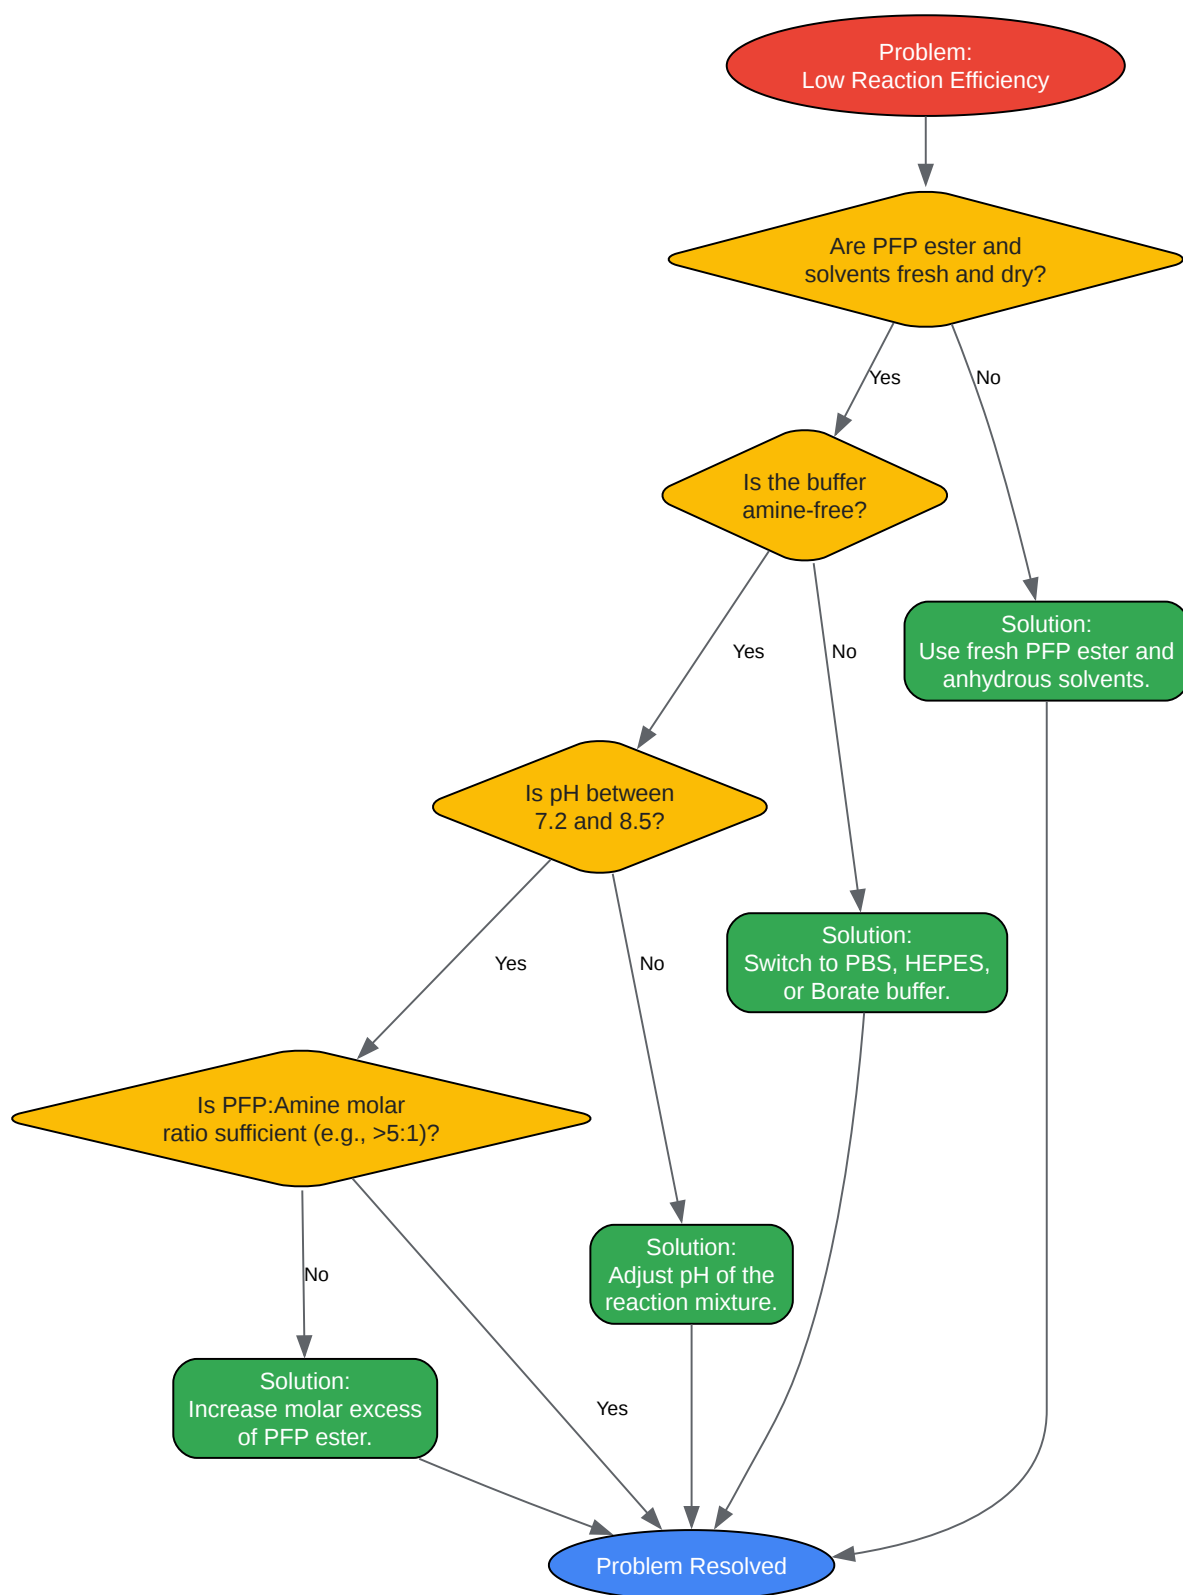 Problem:
Low Reaction Efficiency
Are PFP ester and
solvents fresh and dry?
Yes
No
Is the buffer
amine-free?
Solution:
Use fresh PFP ester and
anhydrous solvents.
Yes
No
Is pH between
7.2 and 8.5?
Solution:
Switch to PBS, HEPES,
or Borate buffer.
Yes
No
Is PFP:Amine molar
ratio sufficient (e.g., >5:1)?
Solution:
Adjust pH of the
reaction mixture.
No
Yes
Solution:
Increase molar excess
of PFP ester.
Problem Resolved